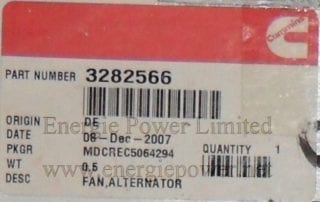 Cummins
PART NUMBER 3282566
ORIGIN DE
Energie Power Limited
DATE 08-Dec-2007
PKGR MDCREC5064294 QUANTITY 1
WT 0.5
www.energiepower.net
DESC FAN,ALTERNATOR